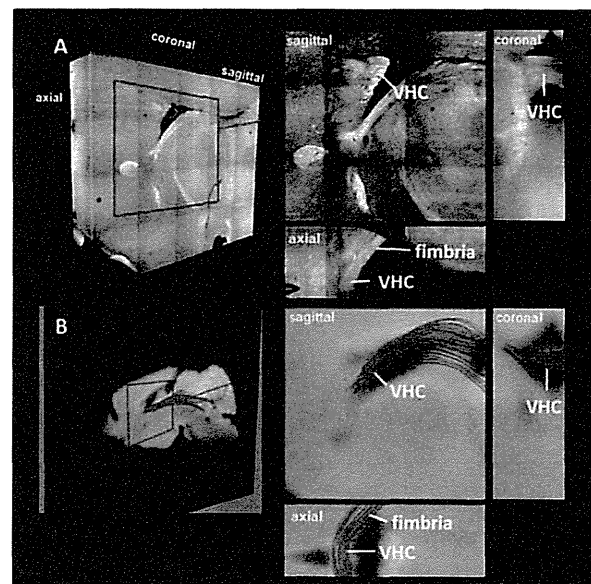 A
coronal
sagittal
axial
sagittal
VHC
coronal
VHC
axial
fimbria
VHC
B
sagittal
VHC
coronal
VHC
axial
fimbria
VHC